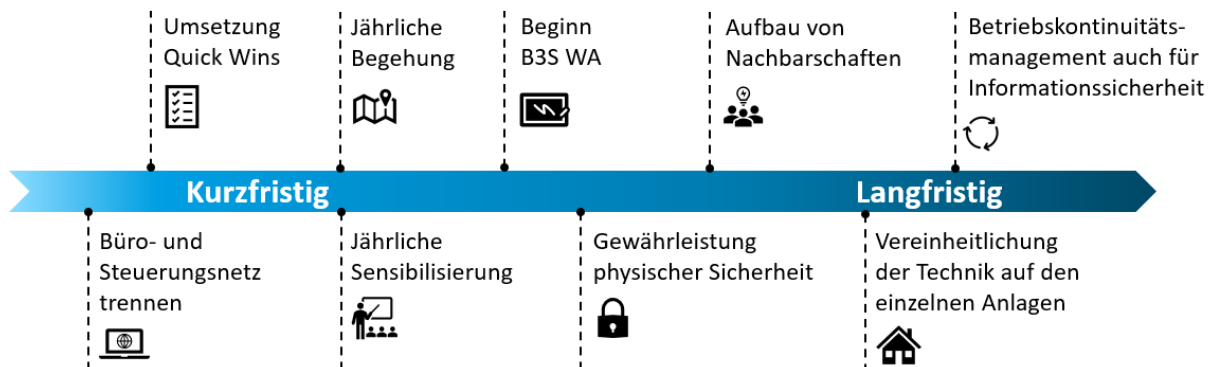 Umsetzung
Quick Wins
Jährliche
Begehung
Beginn
B3S WA
Aufbau von
Nachbarschaften
Betriebskontinuitäts-
management auch für
Informationssicherheit
Kurzfristig
Langfristig
Büro- und
Steuerungsnetz
trennen
Jährliche
Sensibilisierung
Gewährleistung
physischer Sicherheit
Vereinheitlichung
der Technik auf den
einzelnen Anlagen